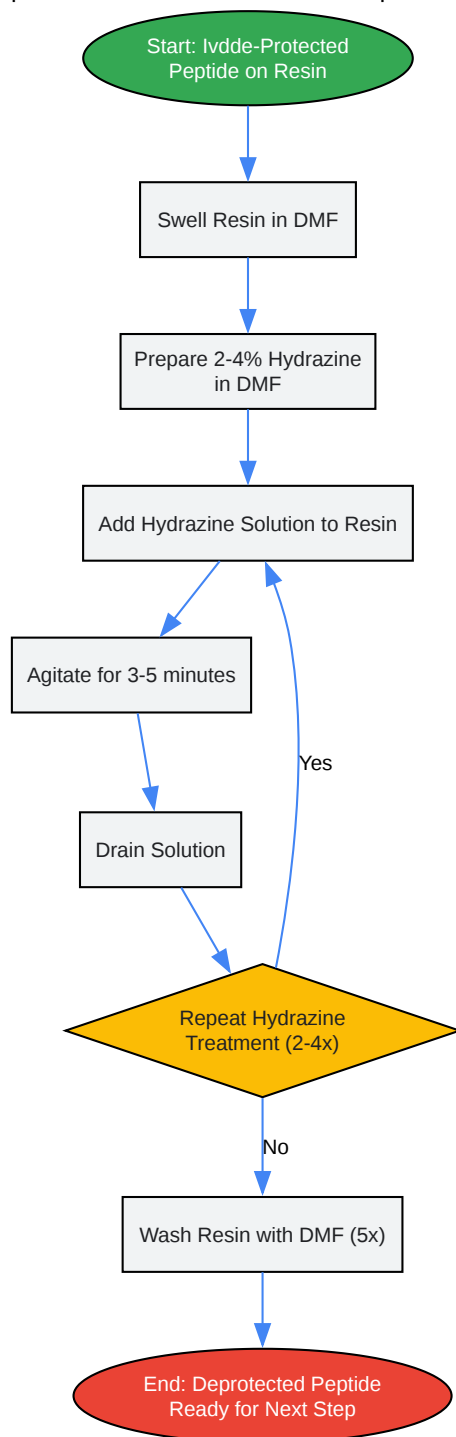 Start: Ivdde-Protected
Peptide on Resin
Swell Resin in DMF
Prepare 2-4% Hydrazine
in DMF
Add Hydrazine Solution to Resin
Agitate for 3-5 minutes
Yes
Drain Solution
Repeat Hydrazine
Treatment (2-4x)
No
Wash Resin with DMF (5x)
End: Deprotected Peptide
Ready for Next Step